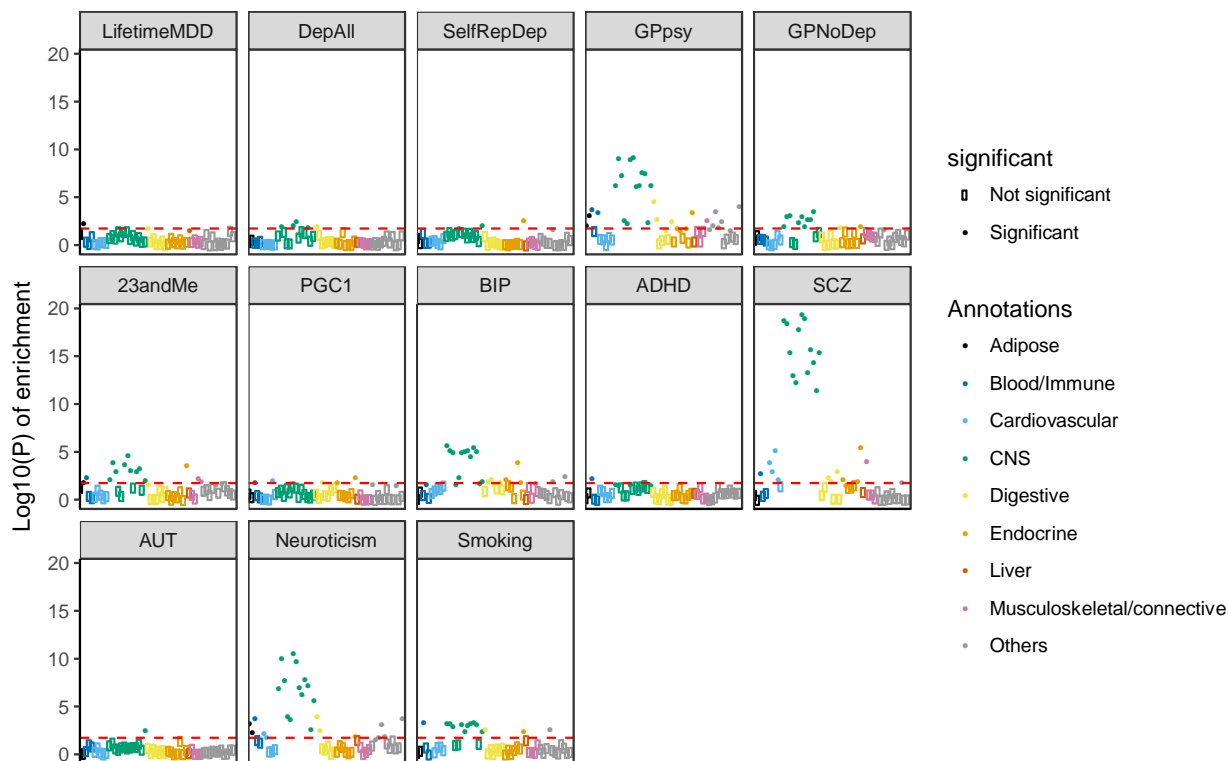 LifetimeMDD
DepAll
SelfRepDep
GPpsy
GPNoDep
20
15
10
5
0
23andMe
PGC1
BIP
ADHD
SCZ
20
15
10
5
0
AUT
Neuroticism
Smoking
20
15
10
5
0
Log10(P) of enrichment
significant
Not significant
Significant
Annotations
Adipose
Blood/Immune
Cardiovascular
CNS
Digestive
Endocrine
Liver
Musculoskeletal/connective
Others